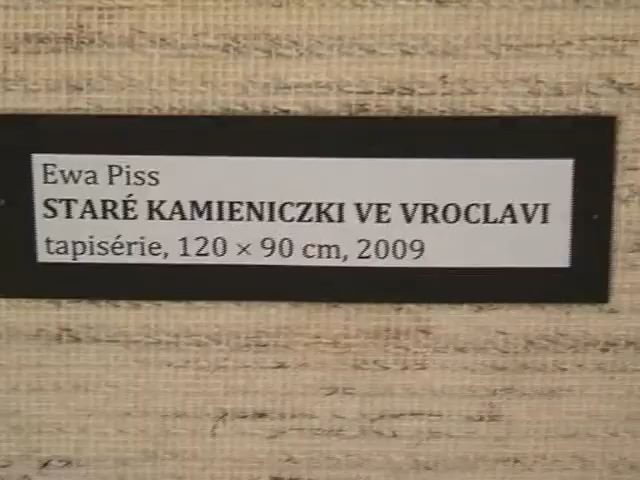 Ewa Piss
STARÉ KAMIENICZKI VE VROCLAVI
tapisérie, 120 × 90 cm, 2009